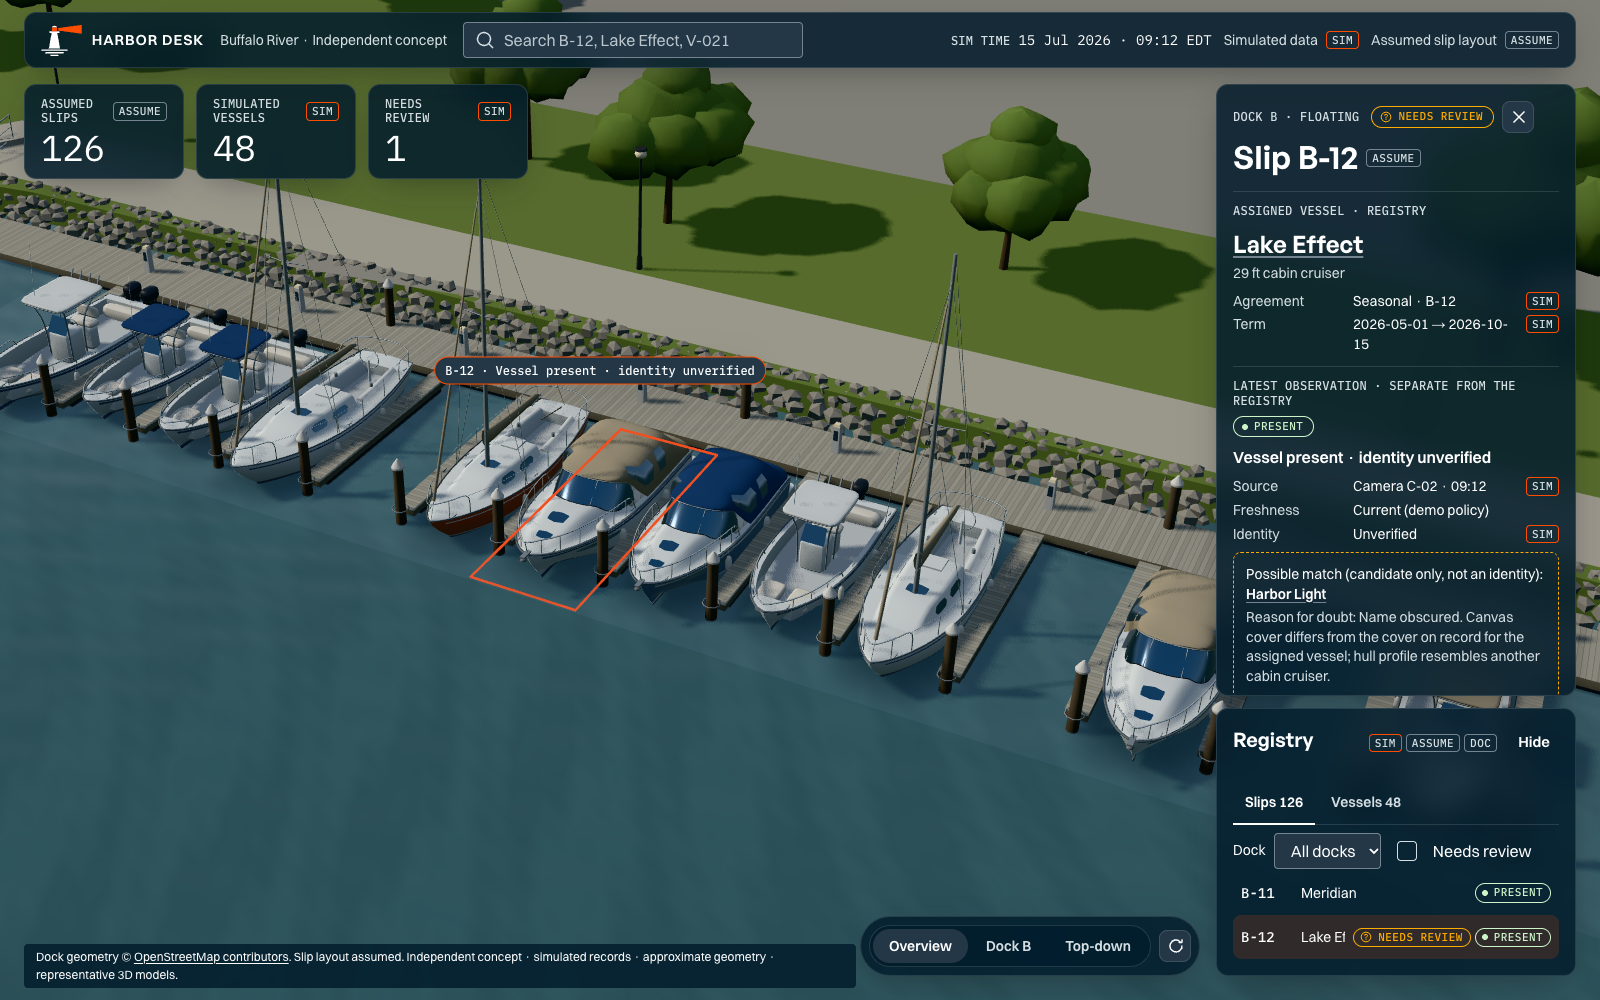 HARBOR DESK
Buffalo River · Independent concept
Search B-12, Lake Effect, V-021
SIM TIME 15 Jul 2026 · 09:12 EDT
Simulated data SIM
Assumed slip layout ASSUME
ASSUMED SLIPS ASSUME
126
SIMULATED VESSELS SIM
48
NEEDS REVIEW SIM
1
B-12 · Vessel present · identity unverified
DOCK B · FLOATING NEEDS REVIEW
Slip B-12 ASSUME
ASSIGNED VESSEL · REGISTRY
Lake Effect
29 ft cabin cruiser
Agreement Seasonal · B-12 SIM
Term 2026-05-01 → 2026-10- SIM
15
LATEST OBSERVATION · SEPARATE FROM THE
REGISTRY
PRESENT
Vessel present · identity unverified
Source Camera C-02 · 09:12 SIM
Freshness Current (demo policy)
Identity Unverified SIM
Possible match (candidate only, not an identity):
Harbor Light
Reason for doubt: Name obscured. Canvas
cover differs from the cover on record for the
assigned vessel; hull profile resembles another
cabin cruiser.
Registry SIM ASSUME DOC Hide
Slips 126 Vessels 48
Dock All docks Needs review
B-11 Meridian PRESENT
B-12 Lake Ef NEEDS REVIEW PRESENT
Overview Dock B Top-down
Dock geometry © OpenStreetMap contributors. Slip layout assumed. Independent concept · simulated records · approximate geometry ·
representative 3D models.